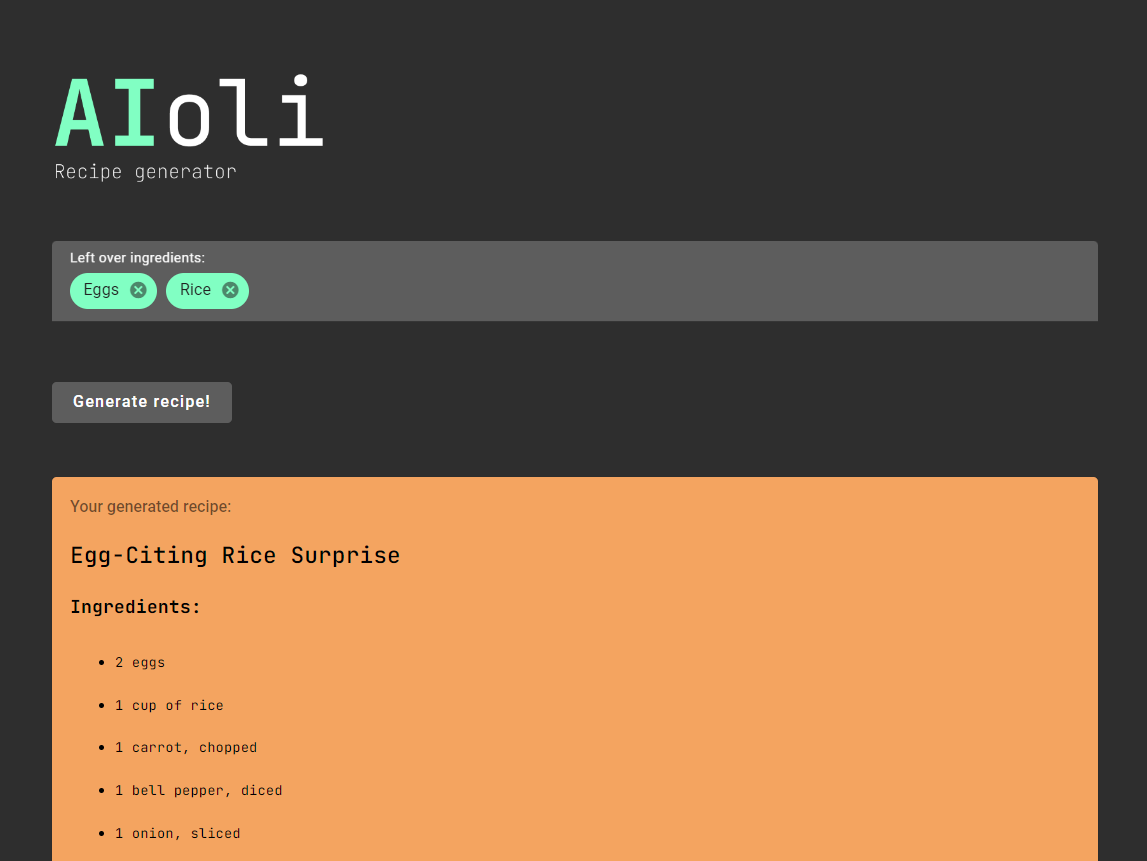 AIoli
Recipe generator
Left over ingredients:
Eggs Rice
Generate recipe!
Your generated recipe:
Egg-Citing Rice Surprise
Ingredients:
2 eggs
1 cup of rice
1 carrot, chopped
1 bell pepper, diced
1 onion, sliced